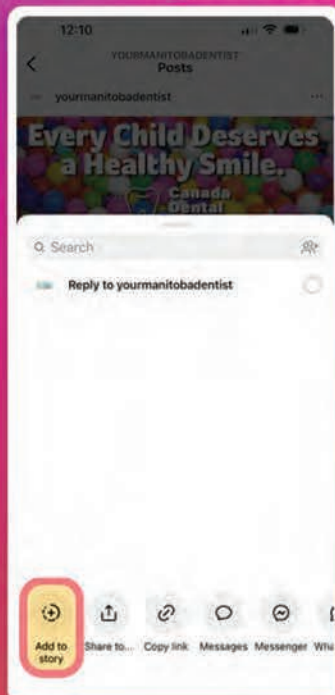 12:10
YOURMANITOBADENTIST
Posts
yourmanitobadentist
Every Child Deserves
a Healthy Smile.
Canada
Dental
Search
Reply to yourmanitobadentist
Add to story
Share to...
Copy link
Messages
Messenger